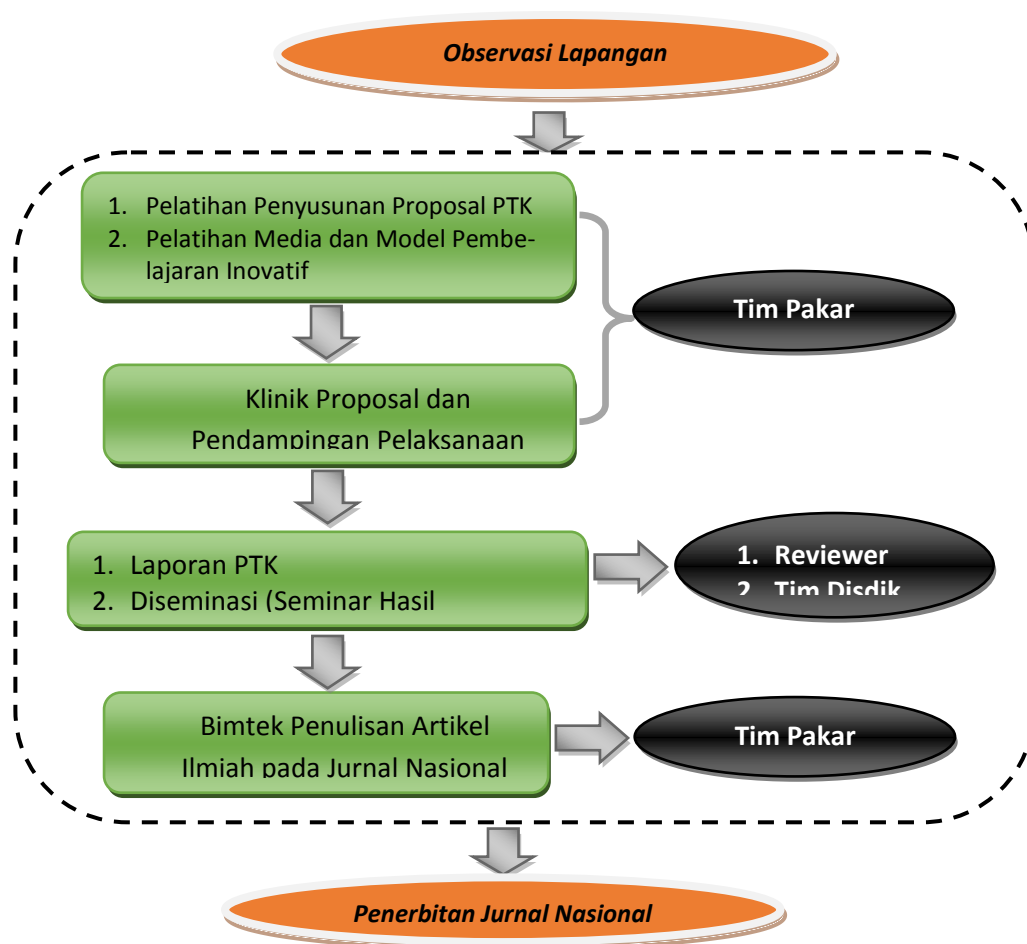 Observasi Lapangan
1. Pelatihan Penyusunan Proposal PTK
2. Pelatihan Media dan Model Pembe-
lajaran Inovatif
Tim Pakar
Klinik Proposal dan
Pendampingan Pelaksanaan
1. Laporan PTK
2. Diseminasi (Seminar Hasil
1. Reviewer
2. Tim Disdik
Bimtek Penulisan Artikel
Ilmiah pada Jurnal Nasional
Tim Pakar
Penerbitan Jurnal Nasional